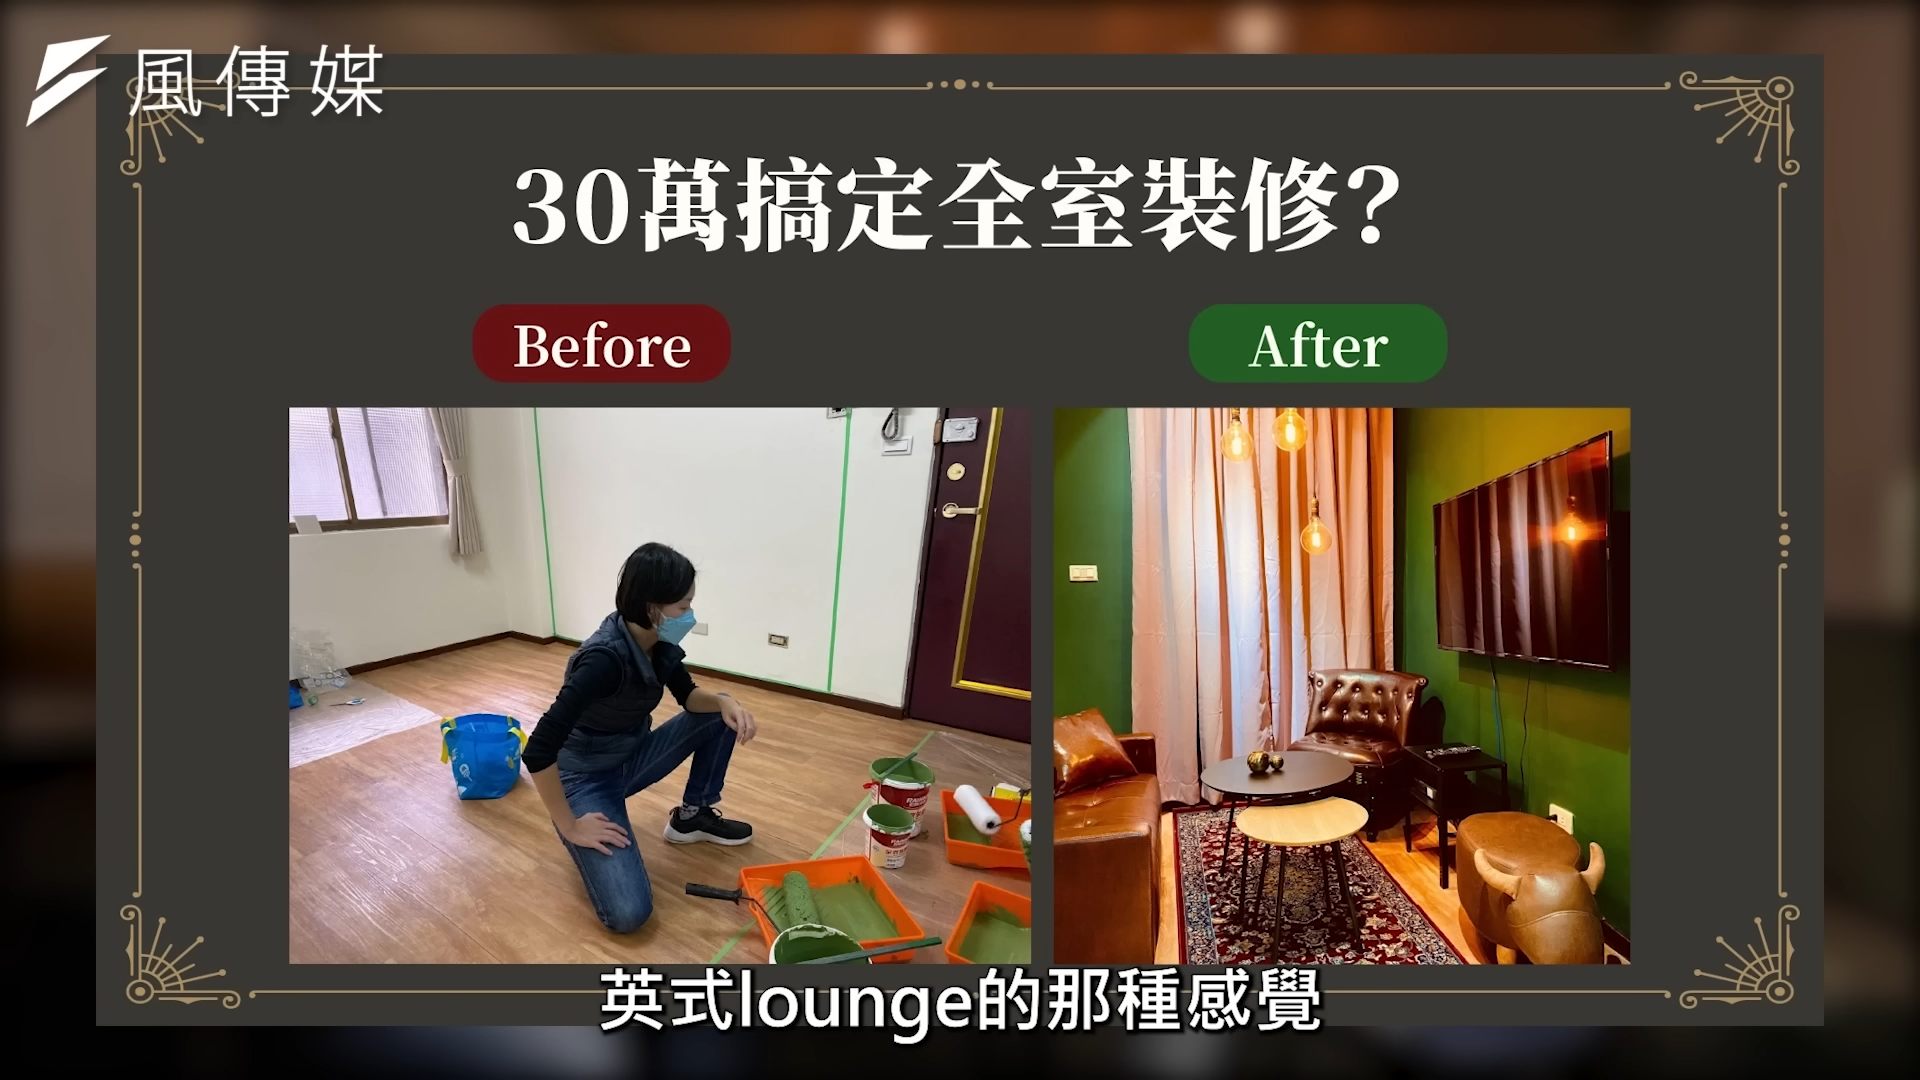 風傳媒
30萬搞定全室裝修?
Before
After
英式lounge的那種感覺